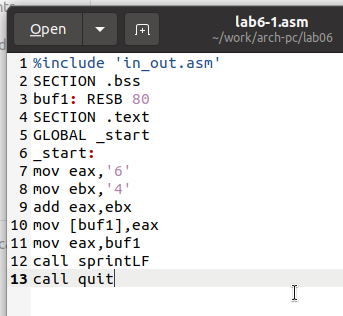 Open
lab6-1.asm
~/work/arch-pc/lab06
1 %include 'in_out.asm'
2 SECTION .bss
3 buf1: RESB 80
4 SECTION .text
5 GLOBAL _start
6 _start:
7 mov eax,'6'
8 mov ebx,'4'
9 add eax,ebx
10 mov [buf1],eax
11 mov eax,buf1
12 call sprintLF
13 call quit